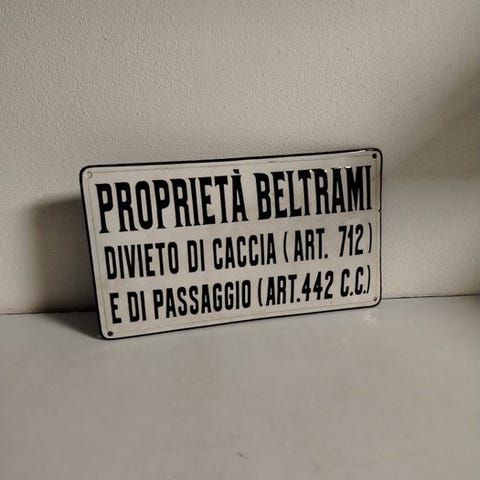 PROPRIETÀ BELTRAMI
DIVIETO DI CACCIA (ART. 712)
E DI PASSAGGIO (ART.442 C.C.)